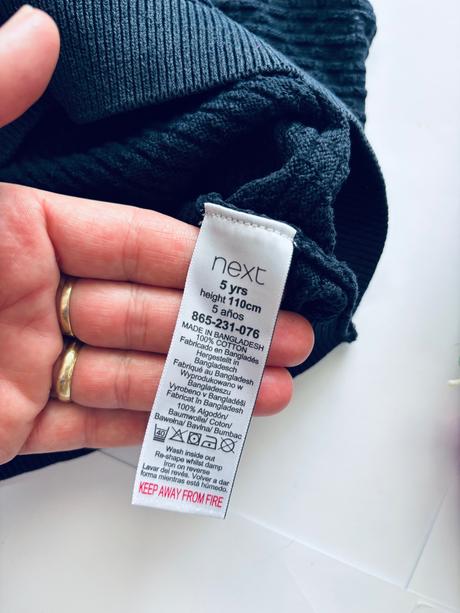 next
5 yrs
height 110cm
5 años
865-231-076
MADE IN BANGLADESH
100% COTTON
Fabricado en Bangladés
Hergestellt in
Bangladesch
Fabriqué au Bangladesh
Wyprodukowano w
Bangladeszu
Vyrobeno v Bangladéši
Fabricat în Bangladesh
100% Algodón/
Baumwolle/ Coton/
Bawełna/ Bavlna/ Bumbac
40
Wash inside out
Re-shape whilst damp
Iron on reverse
Lavar del revés. Volver a dar
forma mientras está húmedo.
KEEP AWAY FROM FIRE